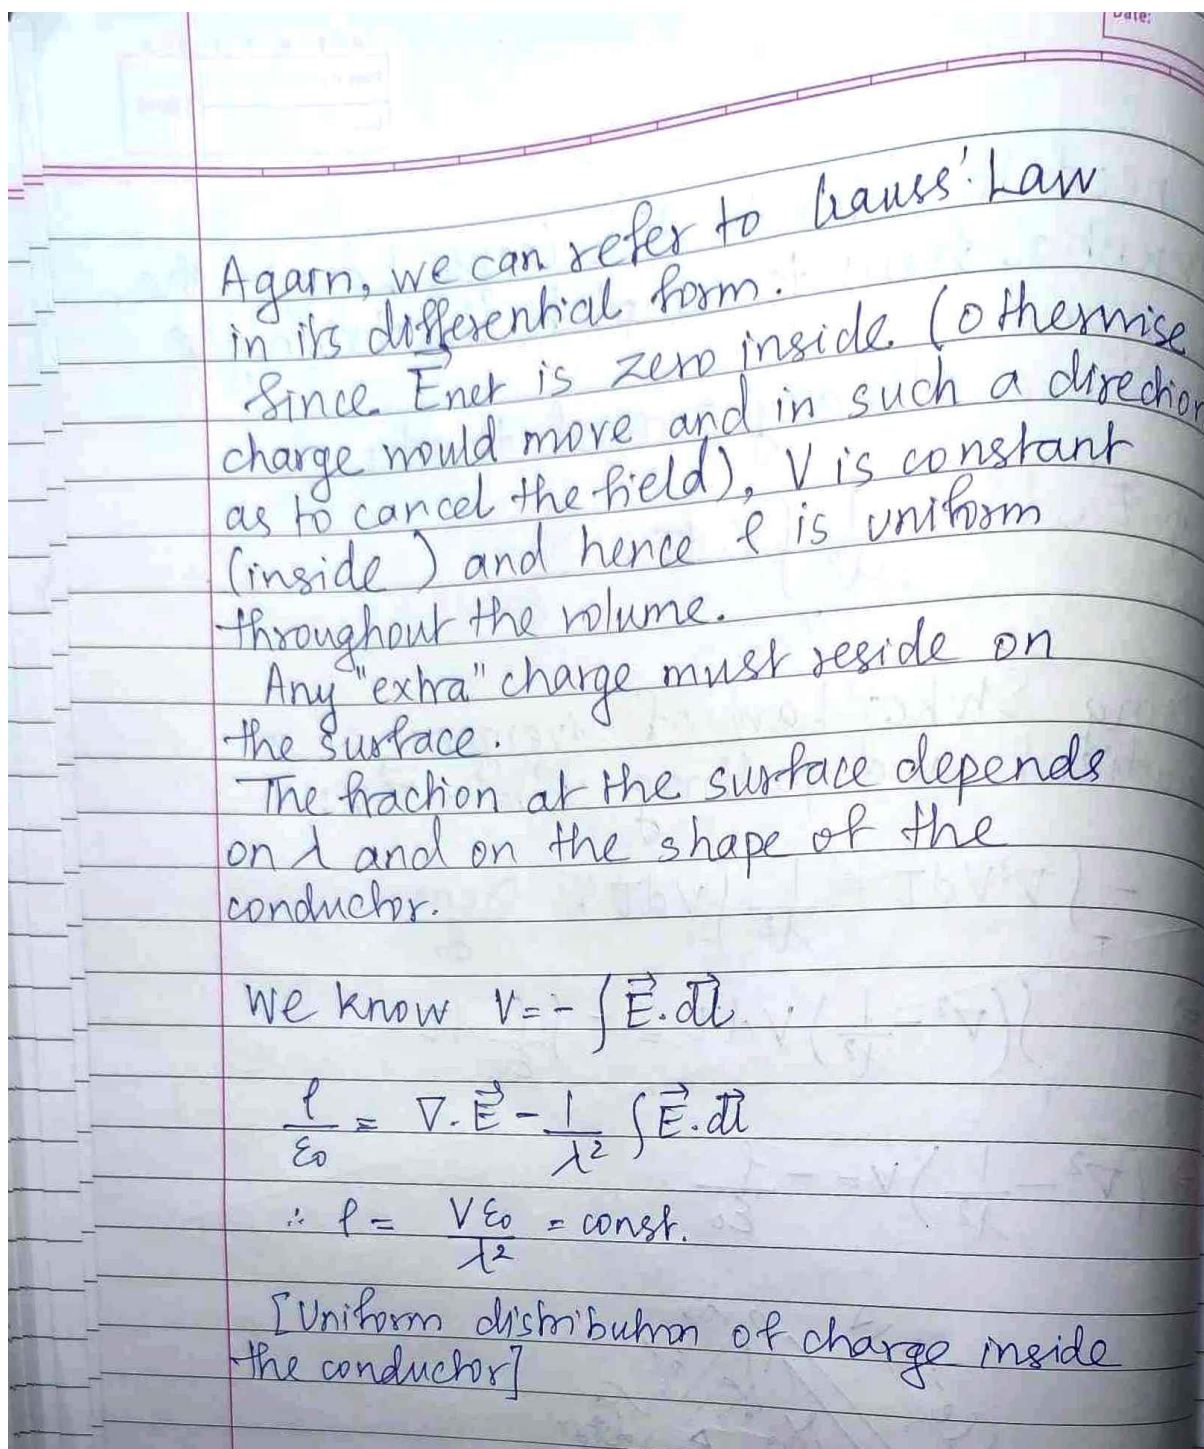 Date:
Again, we can refer to Gauss' Law
in its differential form.
Since E⃗net is zero inside (otherwise
charge would move and in such a direction
as to cancel the field), V is constant
(inside) and hence ρ is uniform
throughout the volume.
Any "extra" charge must reside on
the surface.
The fraction at the surface depends
on λ and on the shape of the
conductor.
We know V = - ∫ E⃗. dl⃗.
ρ/ε₀ = ∇. E⃗ - 1/λ² ∫ E⃗. dl⃗
∴ ρ = Vε₀/λ² = const.
[Uniform distribution of charge inside
the conductor]